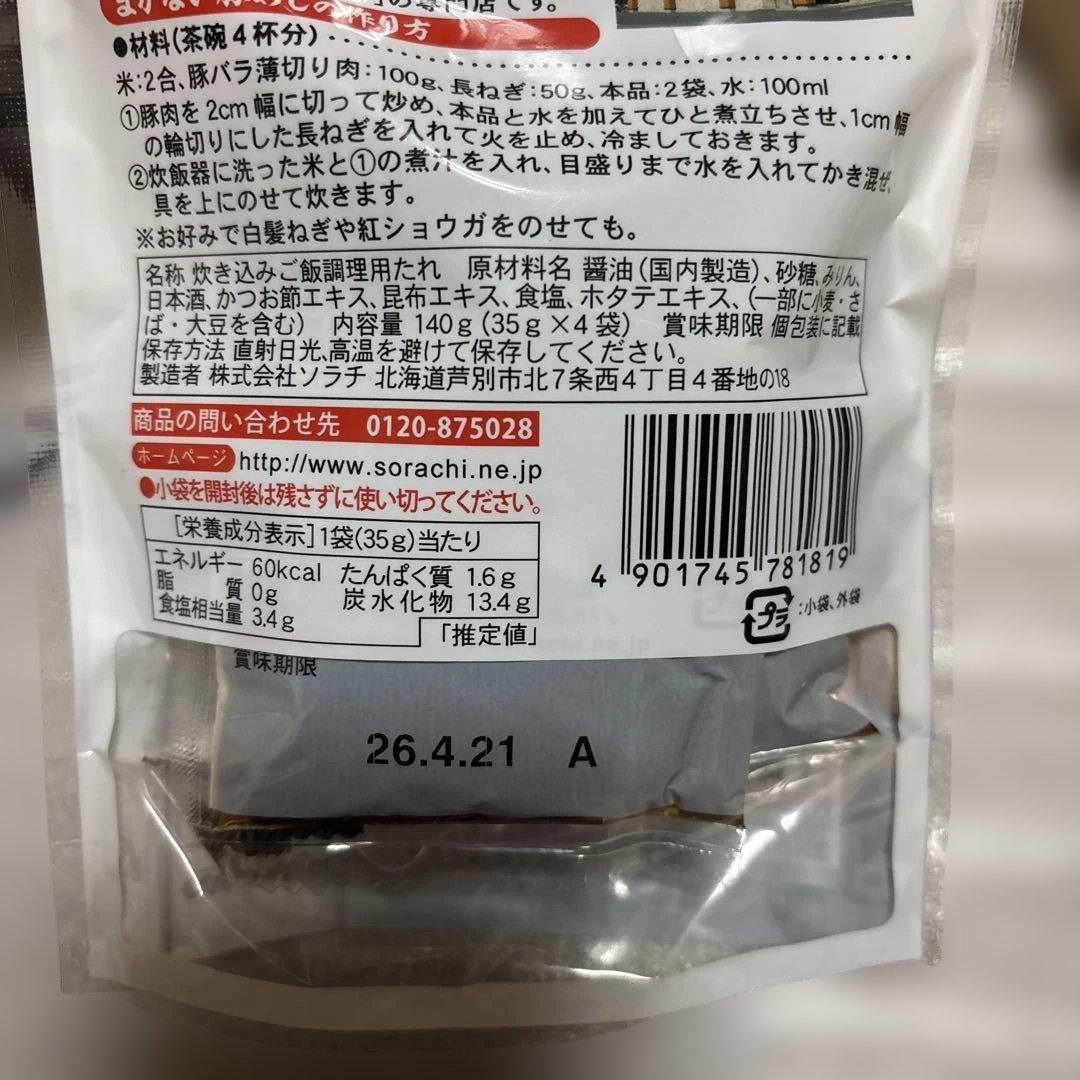 の専門店です。
の作り方
●材料(茶碗4杯分)
米:2合、豚バラ薄切り肉:100g、長ねぎ:50g、本品:2袋、水:100ml
①豚肉を2cm幅に切って炒め、本品と水を加えてひと煮立ちさせ、1cm幅
の輪切りにした長ねぎを入れて火を止め、冷ましておきます。
②炊飯器に洗った米と①の煮汁を入れ、目盛りまで水を入れてかき混ぜ、
具を上にのせて炊きます。
※お好みで白髪ねぎや紅ショウガをのせても。
名称 炊き込みご飯調理用たれ 原材料名 醤油(国内製造)、砂糖、みりん、
日本酒、かつお節エキス、昆布エキス、食塩、ホタテエキス、(一部に小麦・さ
ば・大豆を含む) 内容量 140g(35g×4袋) 賞味期限 個包装に記載
保存方法 直射日光、高温を避けて保存してください。
製造者 株式会社ソラチ 北海道芦別市北7条西4丁目4番地の18
商品の問い合わせ先 0120-875028
ホームページ http://www.sorachi.ne.jp
●小袋を開封後は残さずに使い切ってください。
[栄養成分表示]1袋(35g)当たり
エネルギー 60kcal たんぱく質 1.6g
脂質 0g 炭水化物 13.4g
食塩相当量 3.4g
「推定値」
4 901745 781819
プラ :小袋、外袋
賞味期限
26.4.21 A